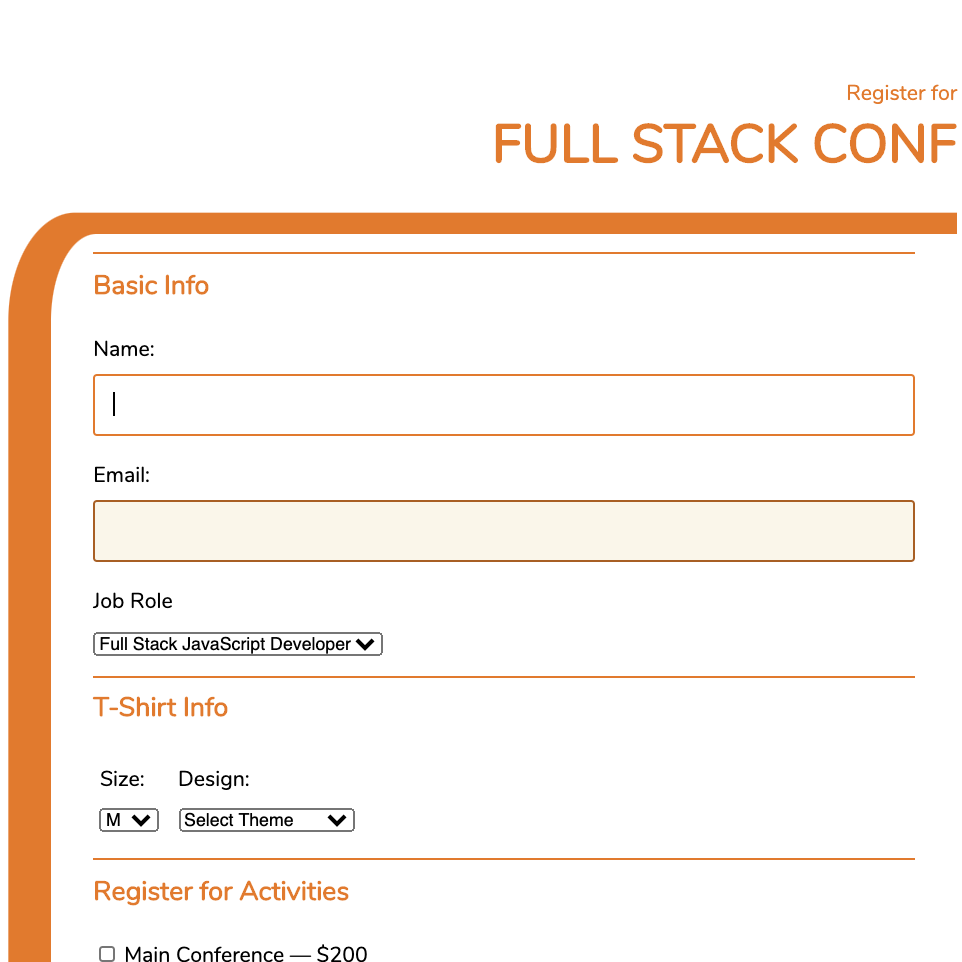 Register for
FULL STACK CONF
Basic Info
Name:
Email:
Job Role
Full Stack JavaScript Developer
T-Shirt Info
Size: Design:
M Select Theme
Register for Activities
Main Conference — $200